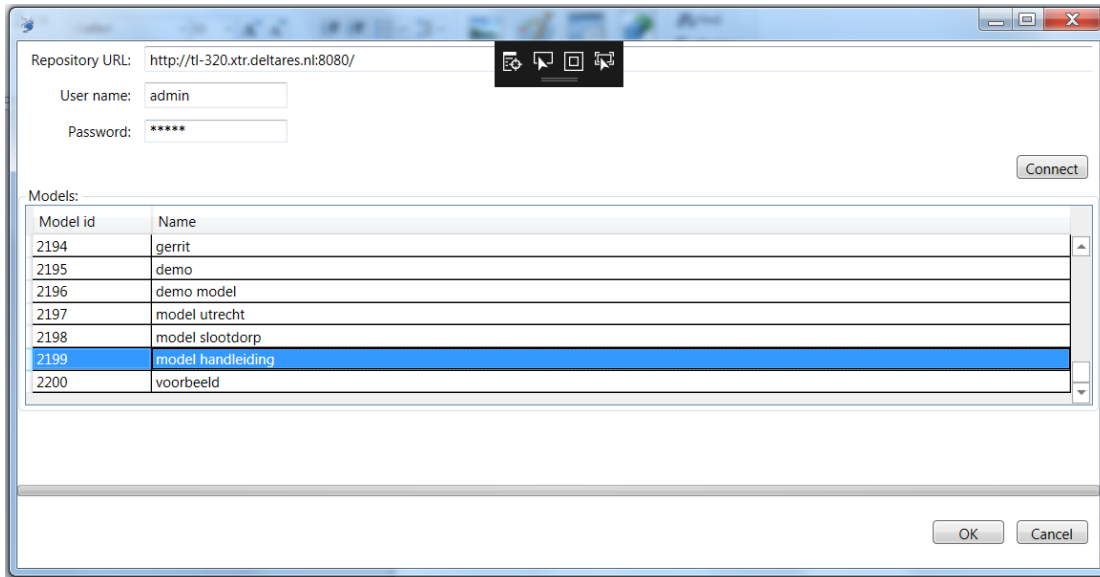 Repository URL: http://tl-320.xtr.deltares.nl:8080/
User name: admin
Password: *****
Connect
Models:
Model id Name
2194 gerrit
2195 demo
2196 demo model
2197 model utrecht
2198 model slootdorp
2199 model handleiding
2200 voorbeeld
OK Cancel